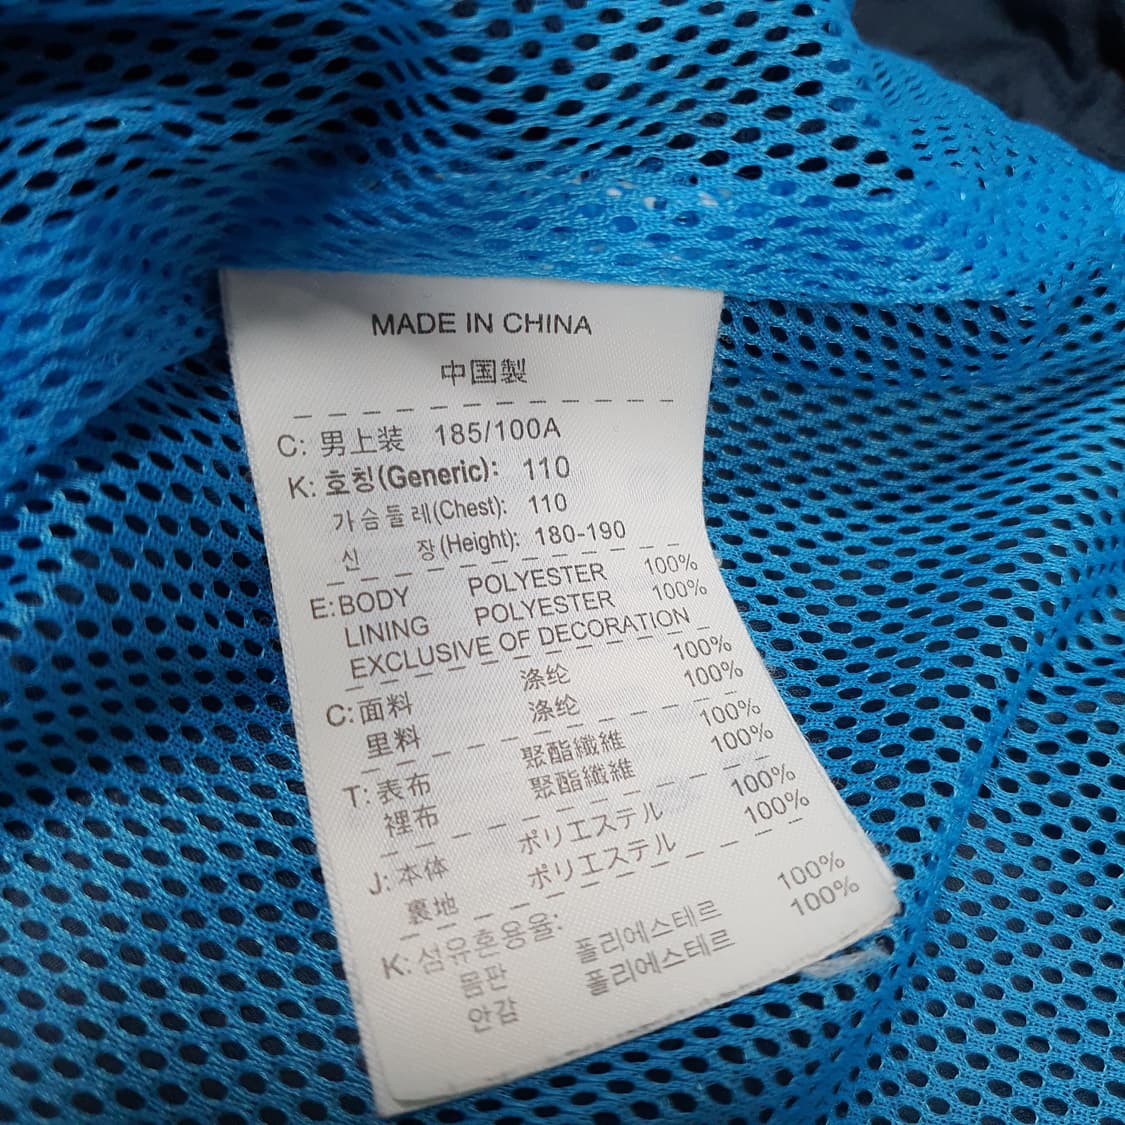 MADE IN CHINA
中国製
C: 男上装 185/100A
K: 호칭(Generic): 110
가슴둘레(Chest): 110
신 장(Height): 180-190
E: BODY POLYESTER 100%
LINING POLYESTER 100%
EXCLUSIVE OF DECORATION
C: 面料 涤纶 100%
里料 涤纶 100%
T: 表布 聚酯纖維 100%
裡布 聚酯纖維 100%
J: 本体 ポリエステル 100%
裏地 ポリエステル 100%
K: 섬유혼용율:
몸판 폴리에스테르 100%
안감 폴리에스테르 100%